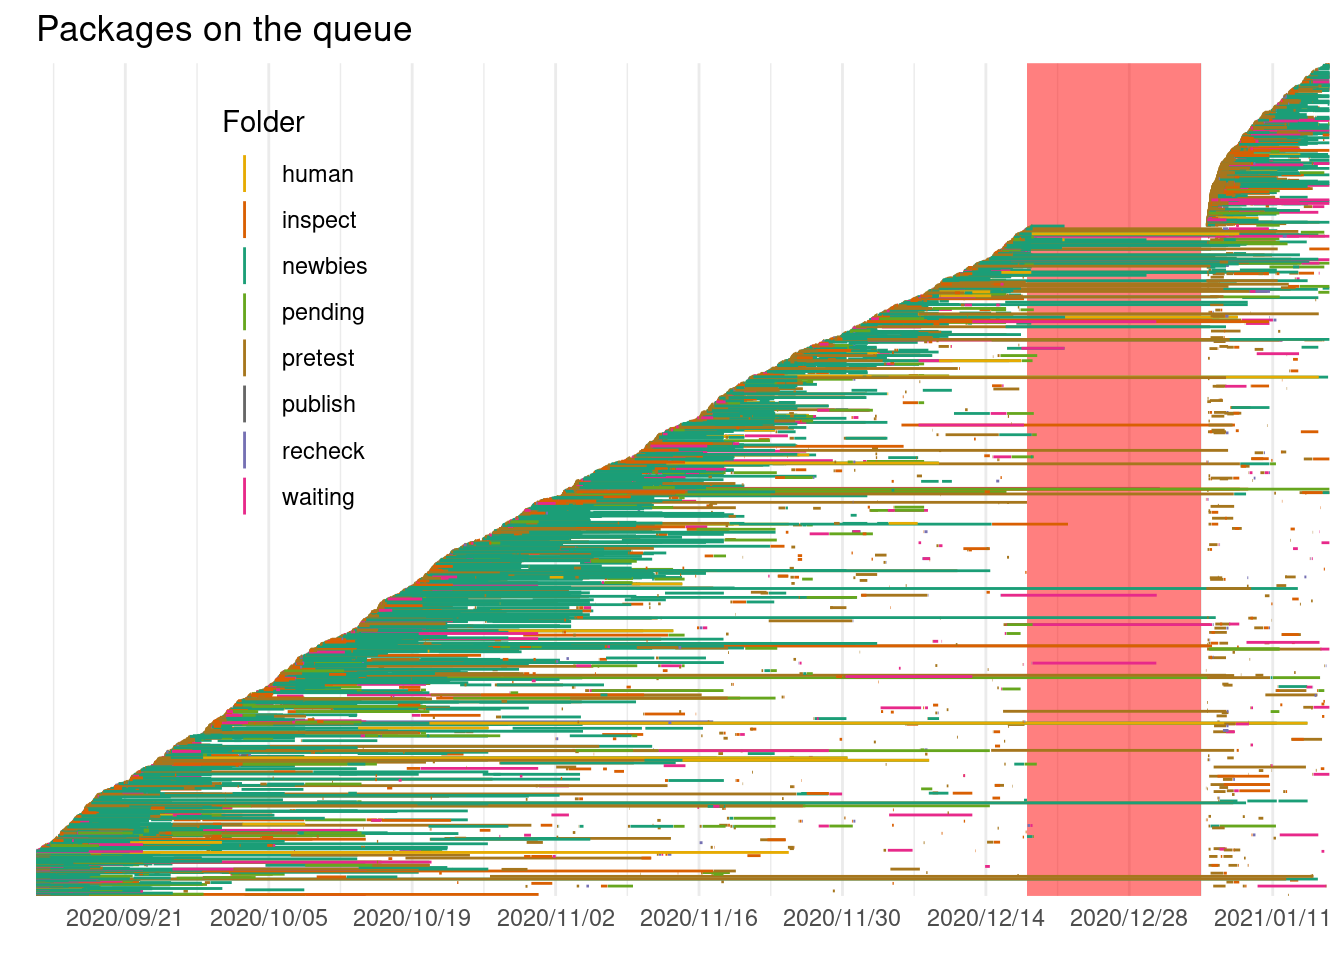 Packages on the queue
Folder
human
inspect
newbies
pending
pretest
publish
recheck
waiting
2020/09/21 2020/10/05 2020/10/19 2020/11/02 2020/11/16 2020/11/30 2020/12/14 2020/12/28 2021/01/11